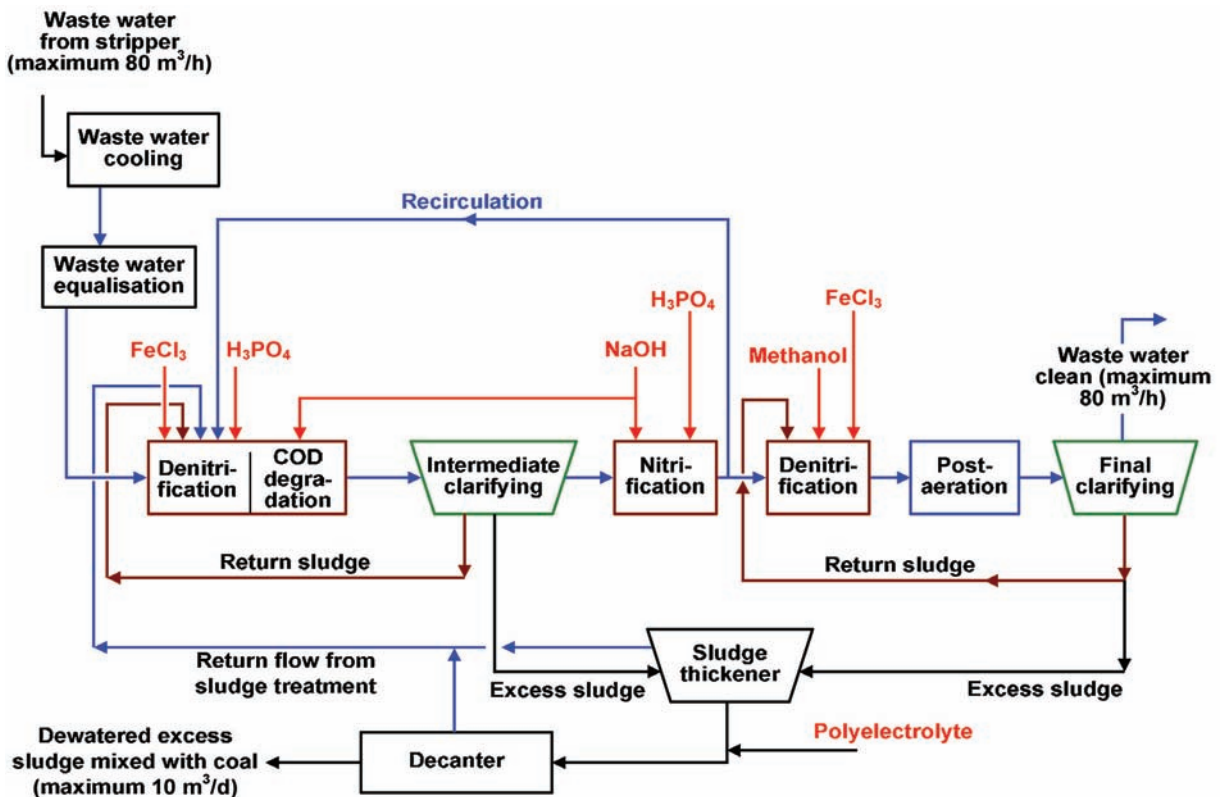 Waste water
from stripper
(maximum 80 m³/h)
Waste water
cooling
Recirculation
Waste water
equalisation
H₃PO₄
FeCl₃
FeCl₃
H₃PO₄
NaOH
Methanol
Waste water
clean (maximum
80 m³/h)
Denitri-
fication
COD
degra-
dation
Intermediate
clarifying
Nitri-
fication
Denitri-
fication
Post-
aeration
Final
clarifying
Return sludge
Return sludge
Return flow from
sludge treatment
Excess sludge
Sludge
thickener
Excess sludge
Polyelectrolyte
Dewatered excess
sludge mixed with coal
(maximum 10 m³/d)
Decanter